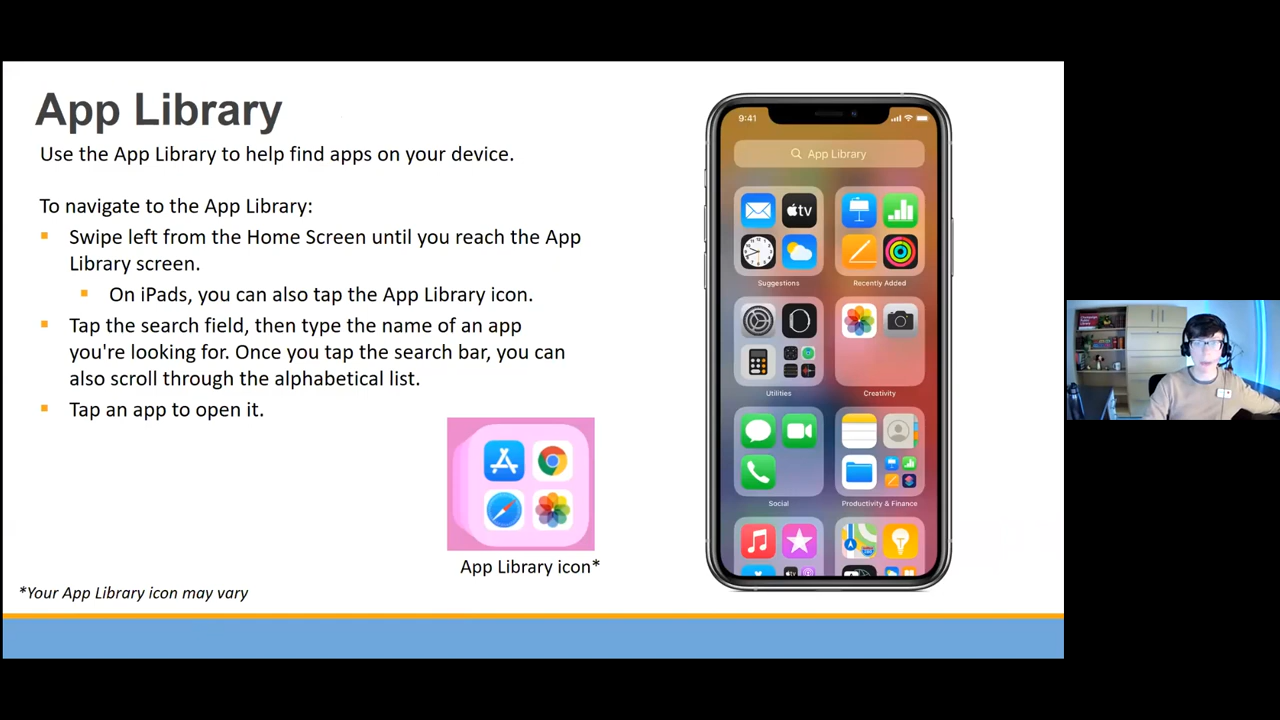 App Library
Use the App Library to help find apps on your device.
To navigate to the App Library:
Swipe left from the Home Screen until you reach the App
Library screen.
On iPads, you can also tap the App Library icon.
Tap the search field, then type the name of an app
you're looking for. Once you tap the search bar, you can
also scroll through the alphabetical list.
Tap an app to open it.
App Library icon*
*Your App Library icon may vary
9:41
App Library
tv
Suggestions
Recently Added
Utilities
Creativity
Social
Productivity & Finance